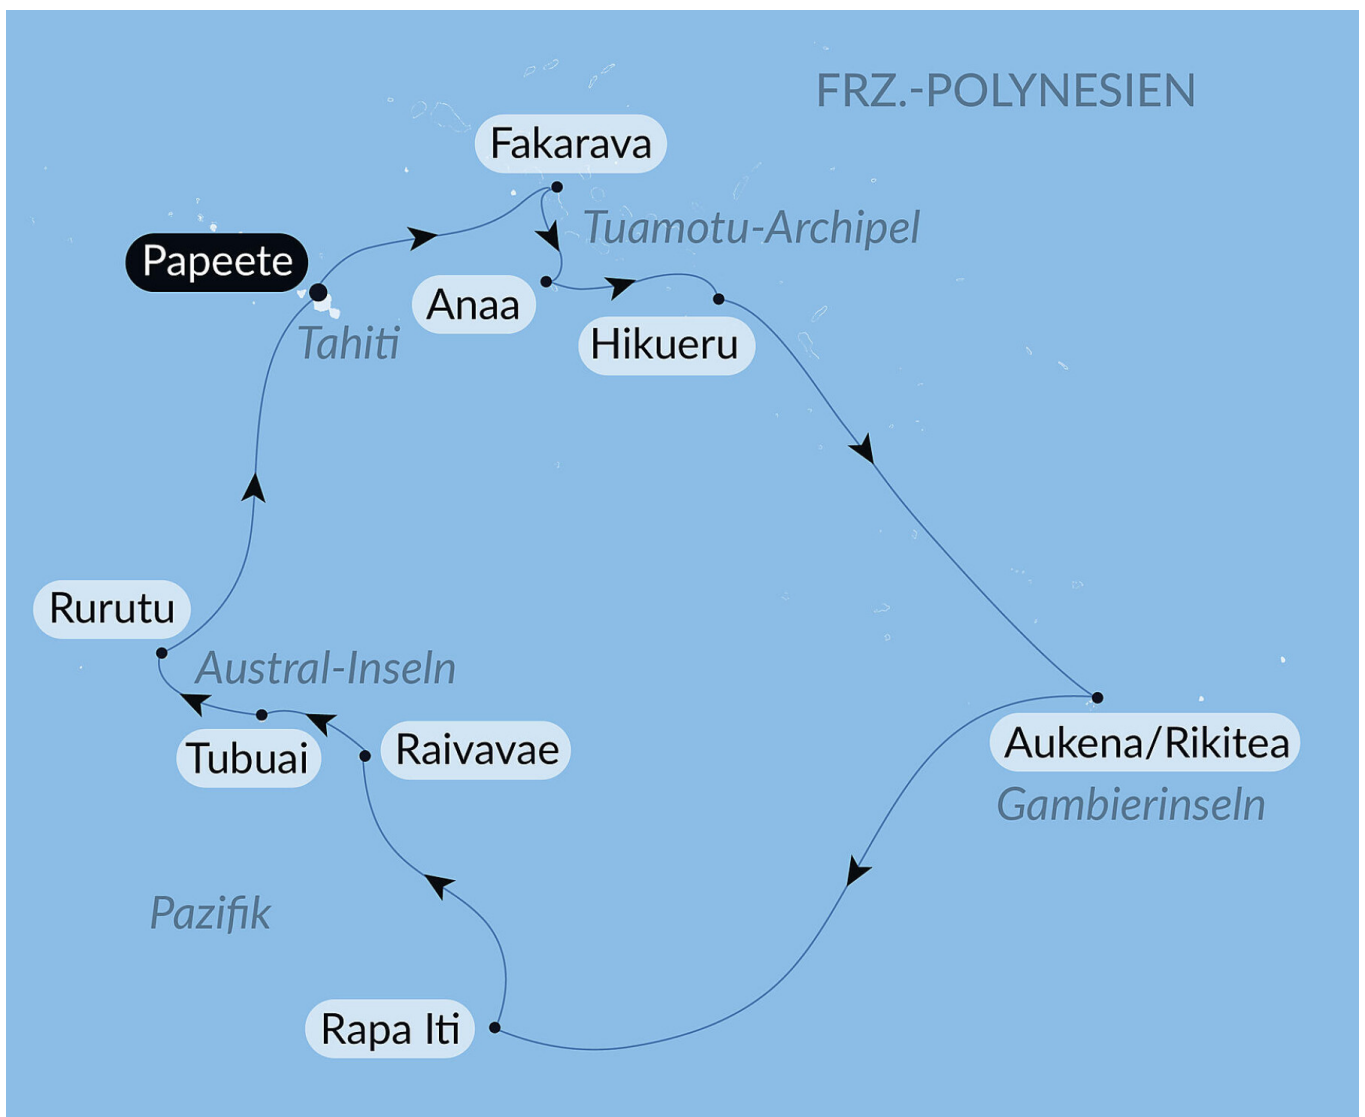 FRZ.-POLYNESIEN
Fakarava
Tuamotu-Archipel
Papeete
Anaa
Tahiti
Hikueru
Rurutu
Austral-Inseln
Tubuai
Raivavae
Aukena/Rikitea
Gambierinseln
Pazifik
Rapa Iti